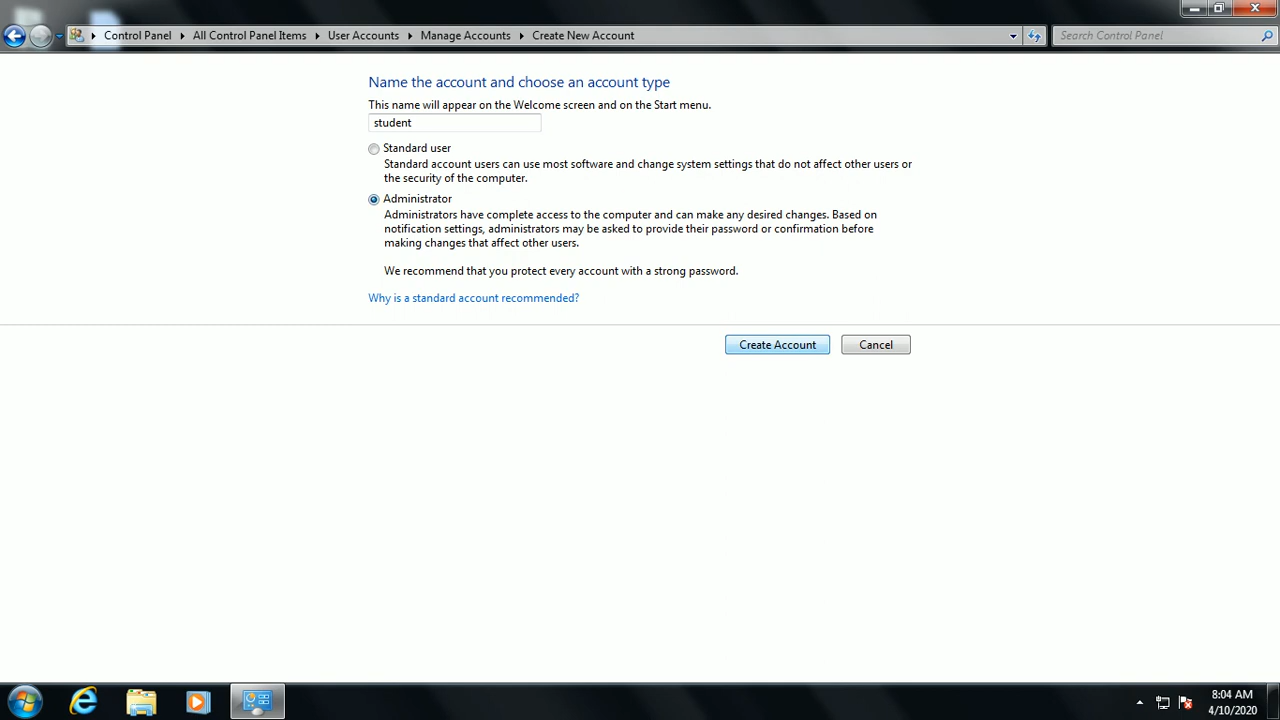 Control Panel All Control Panel Items User Accounts Manage Accounts Create New Account Search Control Panel
Name the account and choose an account type
This name will appear on the Welcome screen and on the Start menu.
student
Standard user
Standard account users can use most software and change system settings that do not affect other users or
the security of the computer.
Administrator
Administrators have complete access to the computer and can make any desired changes. Based on
notification settings, administrators may be asked to provide their password or confirmation before
making changes that affect other users.
We recommend that you protect every account with a strong password.
Why is a standard account recommended?
Create Account Cancel
8:04 AM
4/10/2020